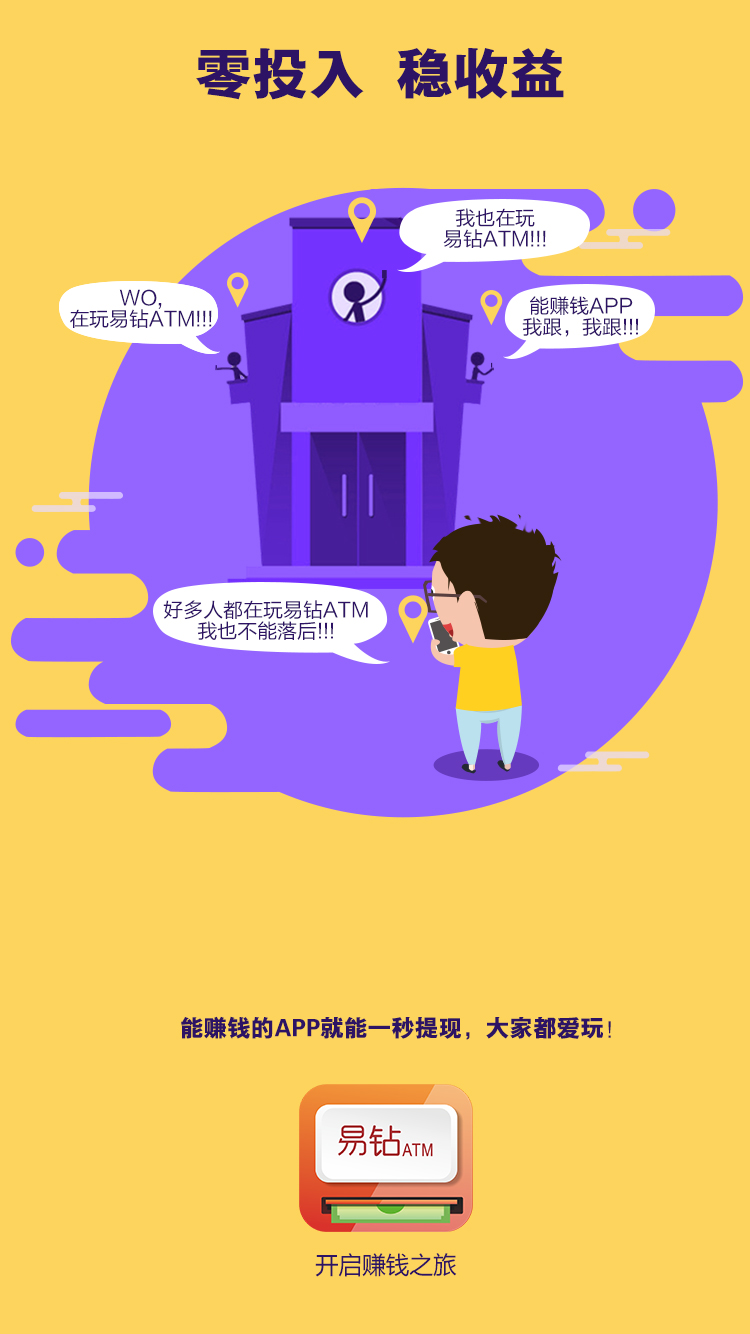 零投入 稳收益
我也在玩
易钻ATM!!!
WO,
在玩易钻ATM!!!
能赚钱APP
我跟，我跟!!!
好多人都在玩易钻ATM
我也不能落后!!!
能赚钱的APP就能一秒提现，大家都爱玩！
易钻ATM
开启赚钱之旅